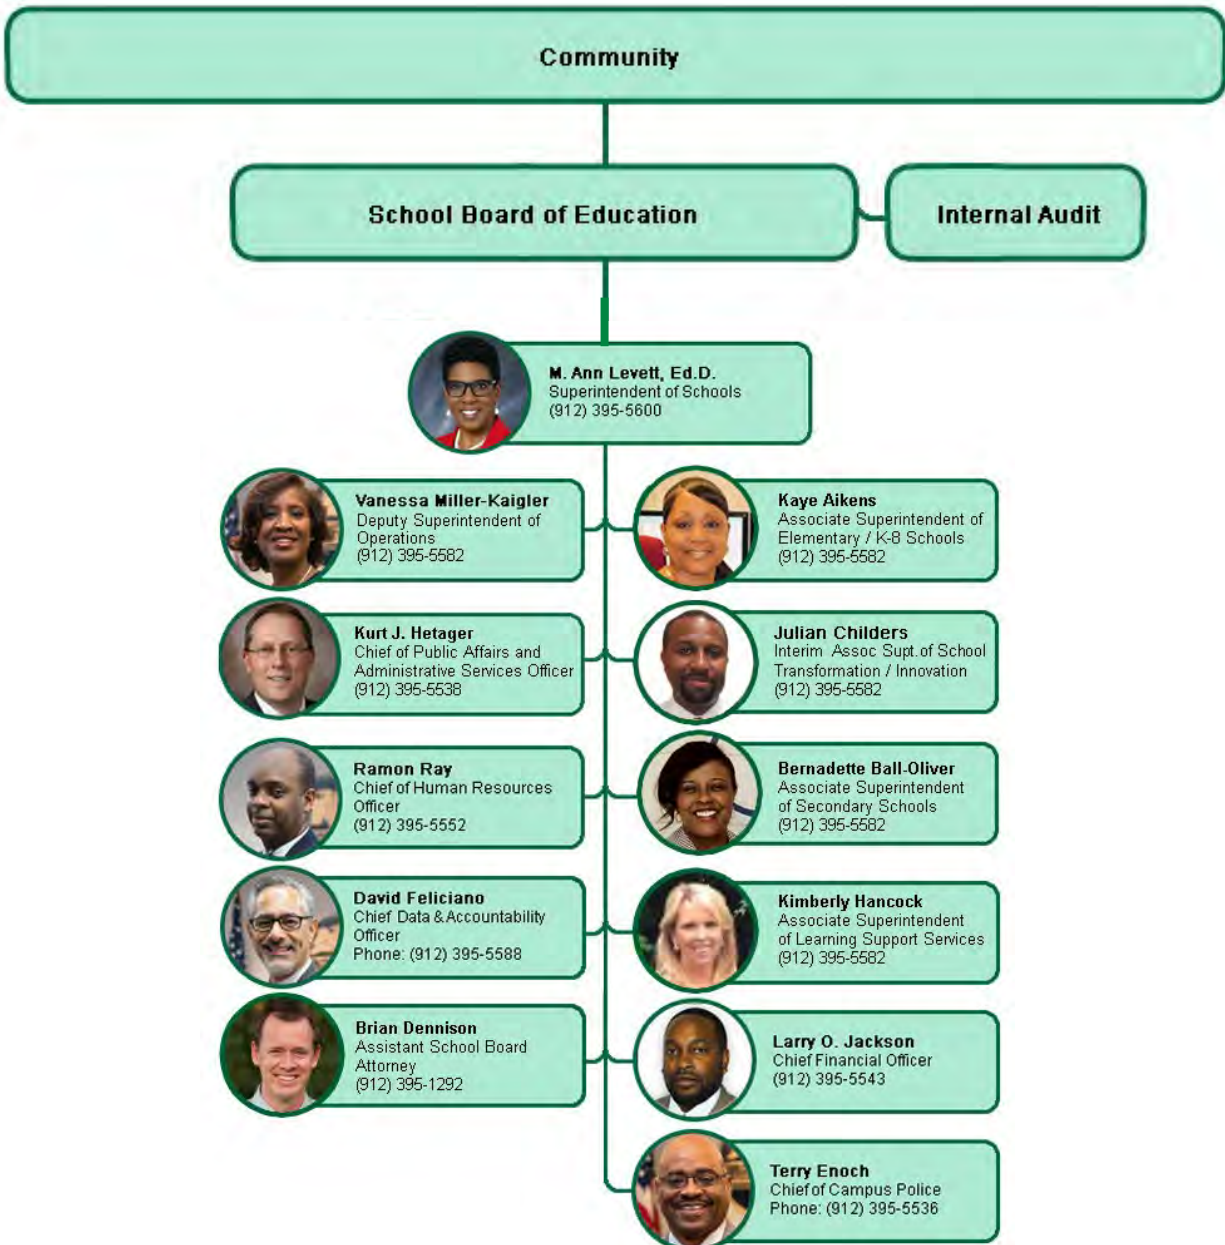 Community
School Board of Education
Internal Audit
M. Ann Levett, Ed.D.
Superintendent of Schools
(912) 395-5600
Vanessa Miller-Kaigler
Deputy Superintendent of
Operations
(912) 395-5582
Kaye Aikens
Associate Superintendent of
Elementary / K-8 Schools
(912) 395-5582
Kurt J. Hetager
Chief of Public Affairs and
Administrative Services Officer
(912) 395-5538
Julian Childers
Interim Assoc Supt. of School
Transformation / Innovation
(912) 395-5582
Ramon Ray
Chief of Human Resources
Officer
(912) 395-5552
Bernadette Ball-Oliver
Associate Superintendent
of Secondary Schools
(912) 395-5582
David Feliciano
Chief Data & Accountability
Officer
Phone: (912) 395-5588
Kimberly Hancock
Associate Superintendent
of Learning Support Services
(912) 395-5582
Brian Dennison
Assistant School Board
Attorney
(912) 395-1292
Larry O. Jackson
Chief Financial Officer
(912) 395-5543
Terry Enoch
Chief of Campus Police
Phone: (912) 395-5536